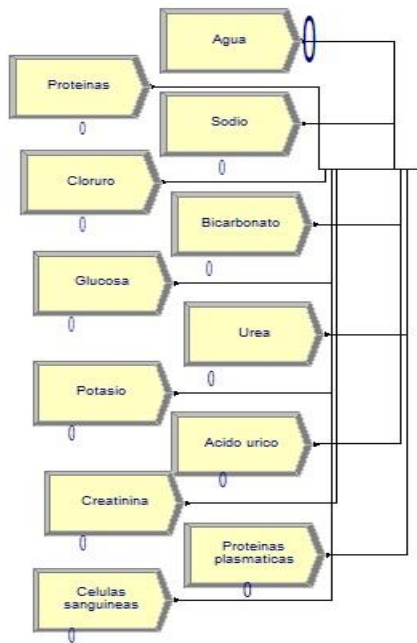 Agua
Proteinas
0
Sodio
0
Cloruro
0
Bicarbonato
0
Glucosa
0
Urea
0
Potasio
0
Acido urico
0
Creatinina
0
Proteinas
plasmaticas
0
Celulas
sanguineas
0